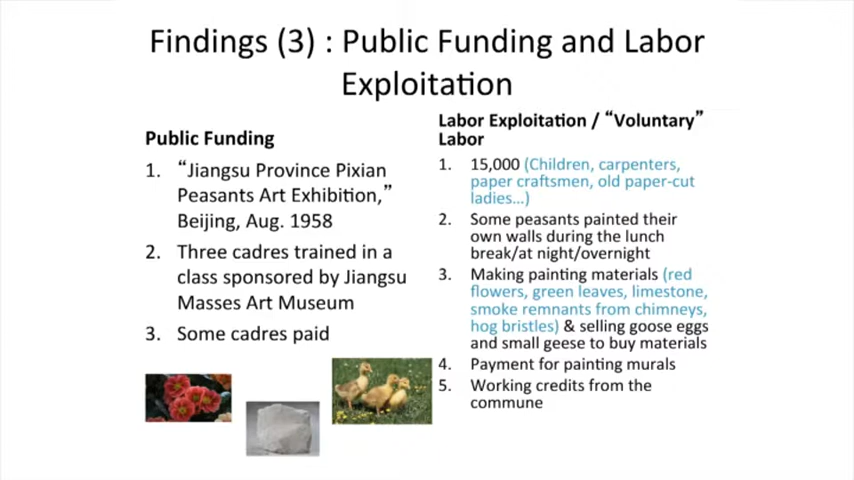 Findings (3) : Public Funding and Labor
Exploitation
Public Funding
1. “Jiangsu Province Pixian
Peasants Art Exhibition,”
Beijing, Aug. 1958
2. Three cadres trained in a
class sponsored by Jiangsu
Masses Art Museum
3. Some cadres paid
Labor Exploitation / “Voluntary”
Labor
1. 15,000 (Children, carpenters,
paper craftsmen, old paper-cut
ladies…)
2. Some peasants painted their
own walls during the lunch
break/at night/overnight
3. Making painting materials (red
flowers, green leaves, limestone,
smoke remnants from chimneys,
hog bristles) & selling goose eggs
and small geese to buy materials
4. Payment for painting murals
5. Working credits from the
commune